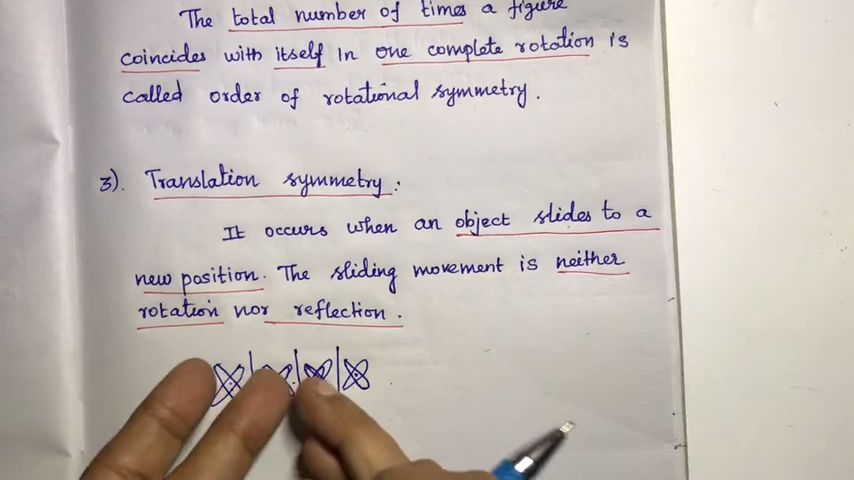 The total number of times a figure
coincides with itself in one complete rotation is
called order of rotational symmetry.
3). Translation symmetry:
It occurs when an object slides to a
new position. The sliding movement is neither
rotation nor reflection.